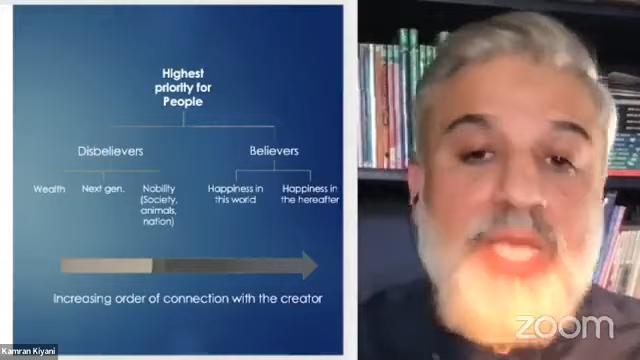 Highest
priority for
People
Disbelievers
Believers
Wealth
Next gen.
Nobility
(Society,
animals,
nation)
Happiness in
this world
Happiness in
the hereafter
Increasing order of connection with the creator
Kamran Kiyani
zoom